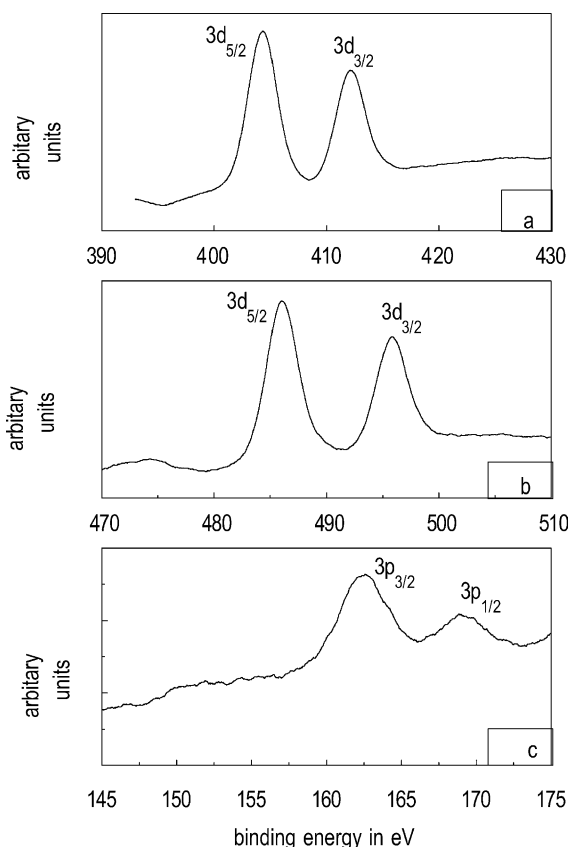 3d5/2
3d3/2
arbitary
units
a
390 400 410 420 430
3d5/2
3d3/2
arbitary
units
b
470 480 490 500 510
3p3/2
3p1/2
arbitary
units
c
145 150 155 160 165 170 175
binding energy in eV